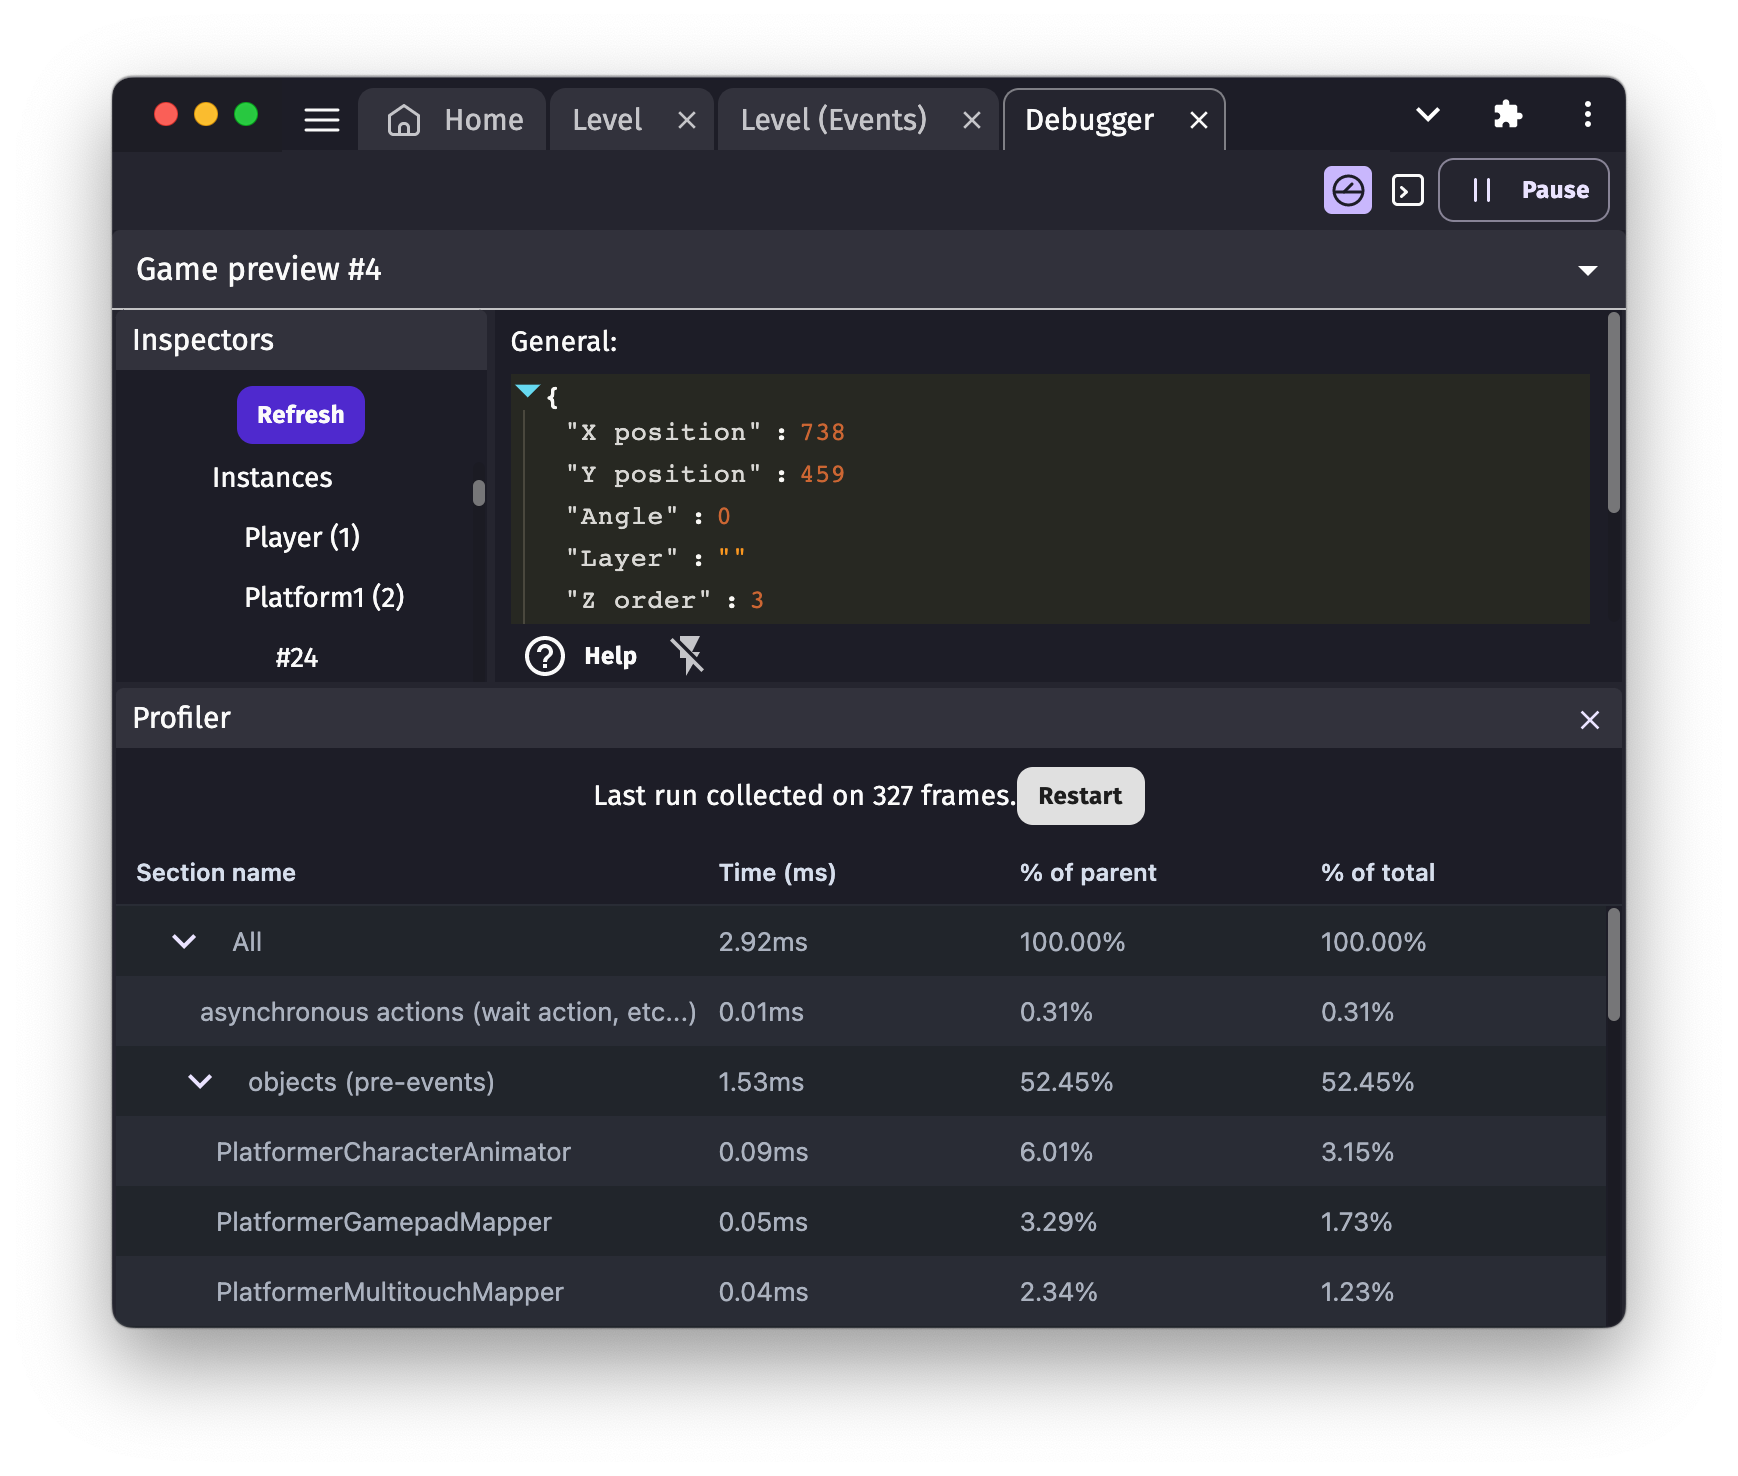 Home Level Level (Events) Debugger
Pause
Game preview #4
Inspectors
Refresh
Instances
Player (1)
Platform1 (2)
#24
General:
{
"X position" : 738
"Y position" : 459
"Angle" : 0
"Layer" : ""
"Z order" : 3
Help
Profiler
Last run collected on 327 frames. Restart
Section name Time (ms) % of parent % of total
All 2.92ms 100.00% 100.00%
asynchronous actions (wait action, etc...) 0.01ms 0.31% 0.31%
objects (pre-events) 1.53ms 52.45% 52.45%
PlatformerCharacterAnimator 0.09ms 6.01% 3.15%
PlatformerGamepadMapper 0.05ms 3.29% 1.73%
PlatformerMultitouchMapper 0.04ms 2.34% 1.23%